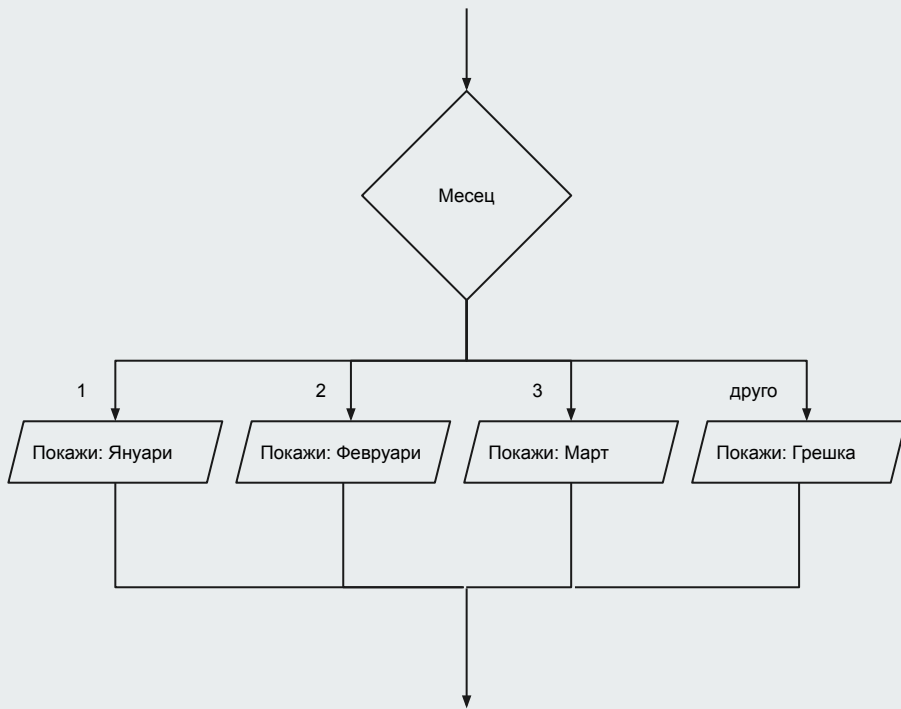 Месец
1
2
3
друго
Покажи: Януари
Покажи: Февруари
Покажи: Март
Покажи: Грешка